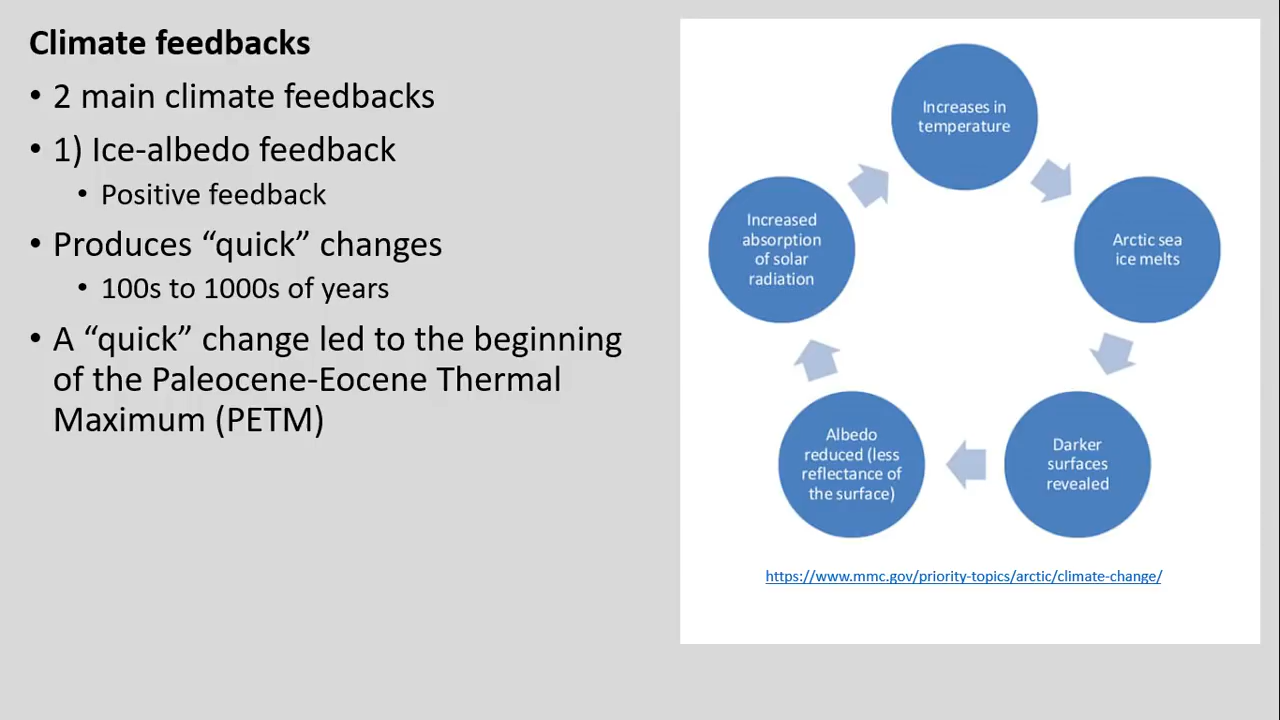 Climate feedbacks
• 2 main climate feedbacks
• 1) Ice-albedo feedback
• Positive feedback
• Produces “quick” changes
• 100s to 1000s of years
• A “quick” change led to the beginning
of the Paleocene-Eocene Thermal
Maximum (PETM)
Increases in
temperature
Arctic sea
ice melts
Darker
surfaces
revealed
Albedo
reduced (less
reflectance of
the surface)
Increased
absorption
of solar
radiation
https://www.mmc.gov/priority-topics/arctic/climate-change/